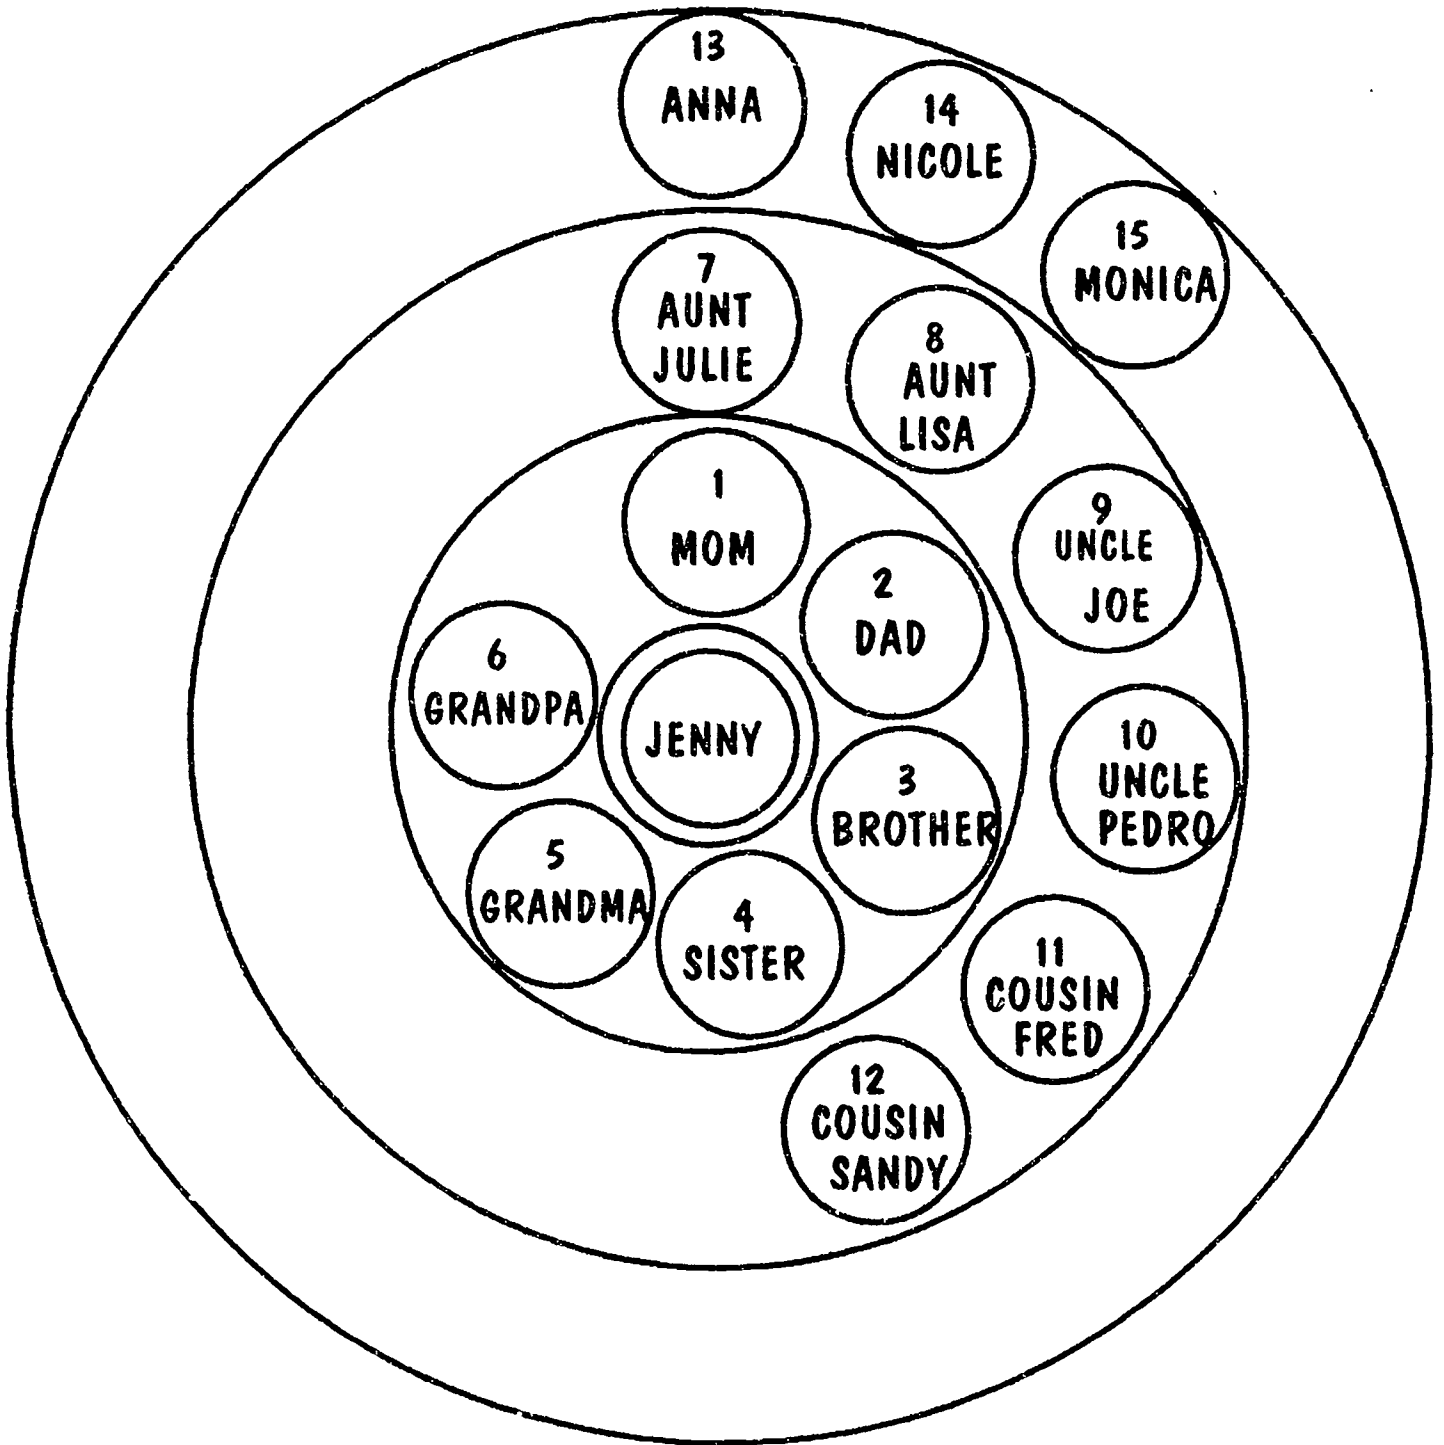 13
ANNA
14
NICOLE
15
MONICA
7
AUNT
JULIE
8
AUNT
LISA
9
UNCLE
JOE
10
UNCLE
PEDRO
11
COUSIN
FRED
12
COUSIN
SANDY
1
MOM
2
DAD
3
BROTHER
4
SISTER
5
GRANDMA
6
GRANDPA
JENNY